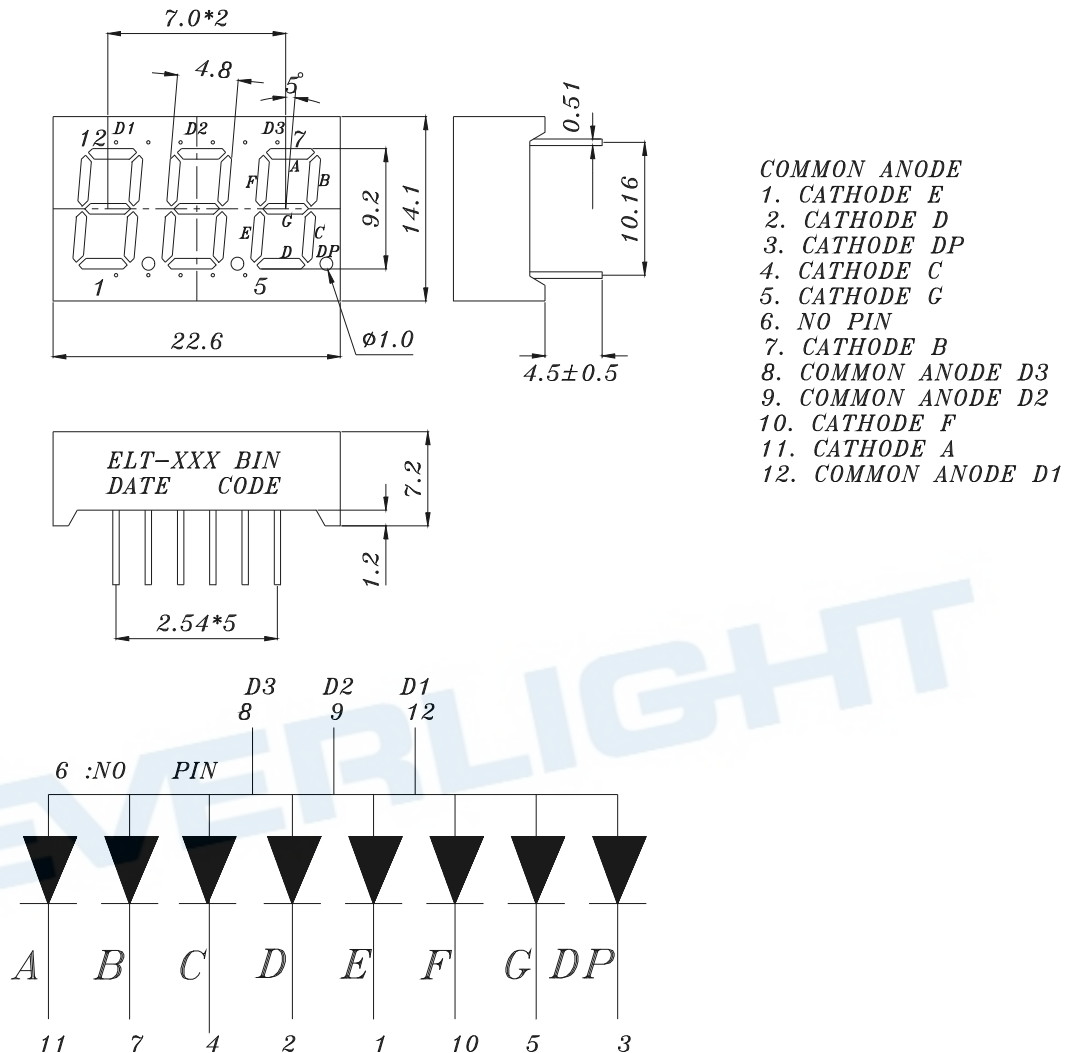 7.0*2
4.8
5°
12 D1 D2 D3 7
A
F B
G
E C
D DP
1 5
9.2
14.1
22.6
ø1.0
0.51
10.16
4.5±0.5
COMMON ANODE
1. CATHODE E
2. CATHODE D
3. CATHODE DP
4. CATHODE C
5. CATHODE G
6. NO PIN
7. CATHODE B
8. COMMON ANODE D3
9. COMMON ANODE D2
10. CATHODE F
11. CATHODE A
12. COMMON ANODE D1
ELT-XXX BIN
DATE CODE
7.2
1.2
2.54*5
D3 D2 D1
8 9 12
6 :NO PIN
A B C D E F G DP
11 7 4 2 1 10 5 3
EVERLIGHT